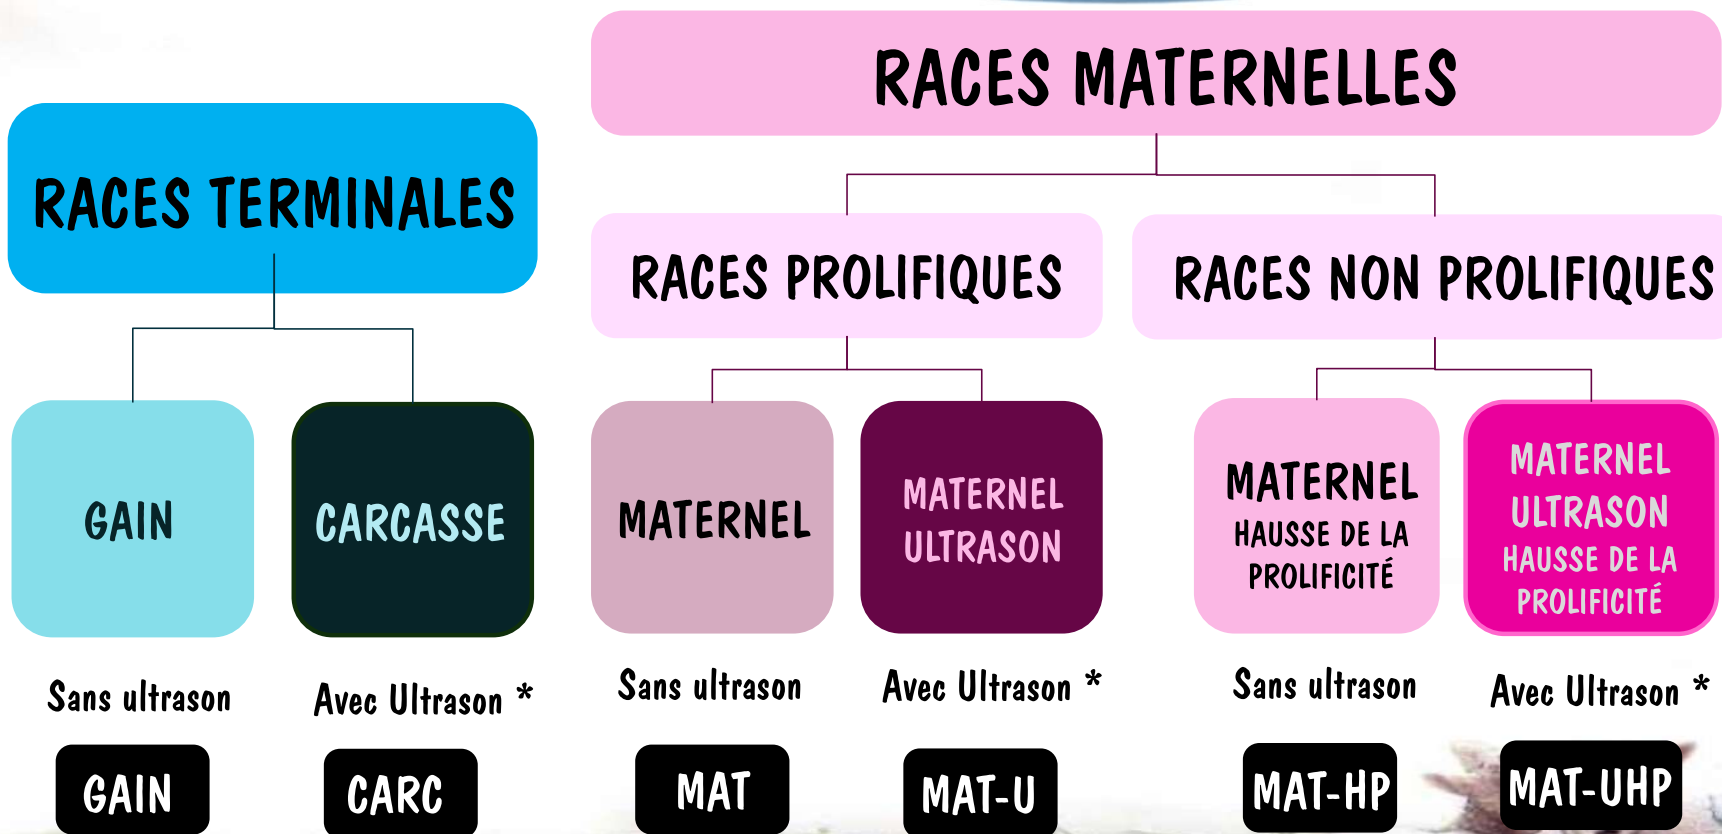 RACES MATERNELLES
RACES TERMINALES
RACES PROLIFIQUES
RACES NON PROLIFIQUES
GAIN
CARCASSE
MATERNEL
MATERNEL
ULTRASON
MATERNEL
HAUSSE DE LA
PROLIFICITÉ
MATERNEL
ULTRASON
HAUSSE DE LA
PROLIFICITÉ
Sans ultrason
Avec Ultrason *
Sans ultrason
Avec Ultrason *
Sans ultrason
Avec Ultrason *
GAIN
CARC
MAT
MAT-U
MAT-HP
MAT-UHP